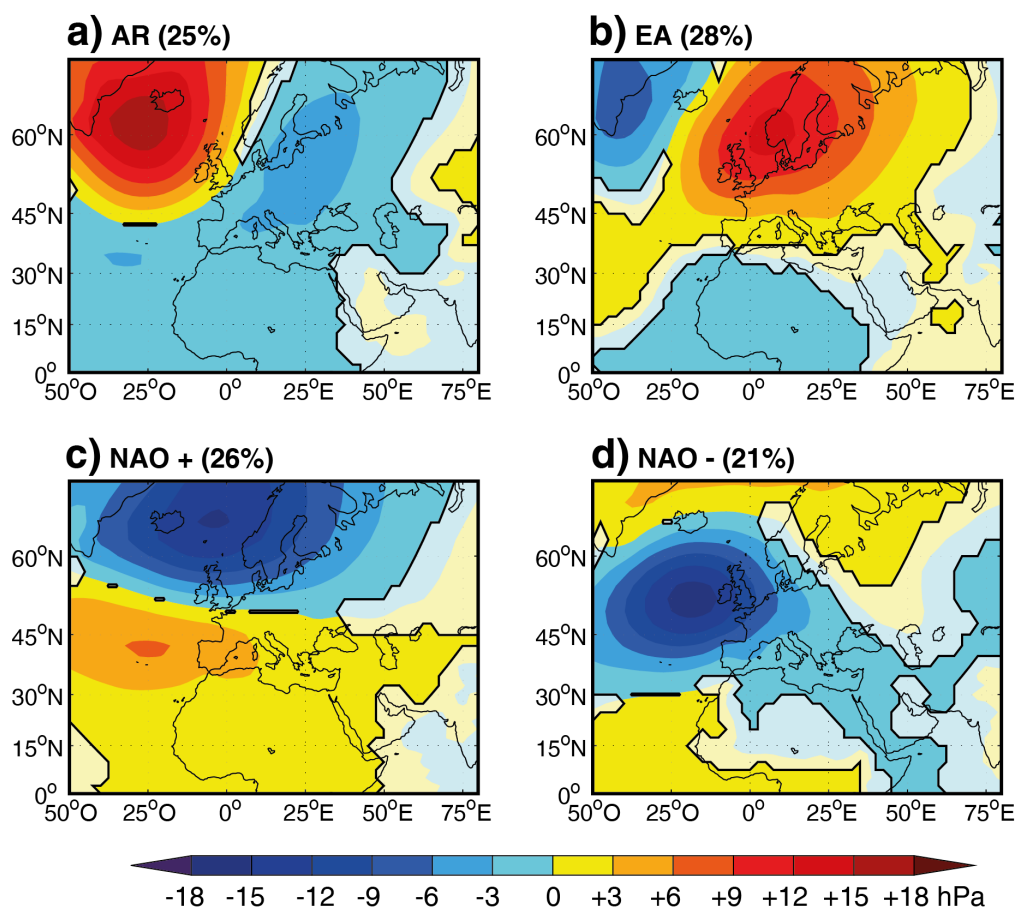 a) AR (25%)
b) EA (28%)
60°N
45°N
30°N
15°N
0°
50°O 25°O 0° 25°E 50°E 75°E
60°N
45°N
30°N
15°N
0°
50°O 25°O 0° 25°E 50°E 75°E
c) NAO + (26%)
d) NAO - (21%)
60°N
45°N
30°N
15°N
0°
50°O 25°O 0° 25°E 50°E 75°E
60°N
45°N
30°N
15°N
0°
50°O 25°O 0° 25°E 50°E 75°E
-18 -15 -12 -9 -6 -3 0 +3 +6 +9 +12 +15 +18 hPa